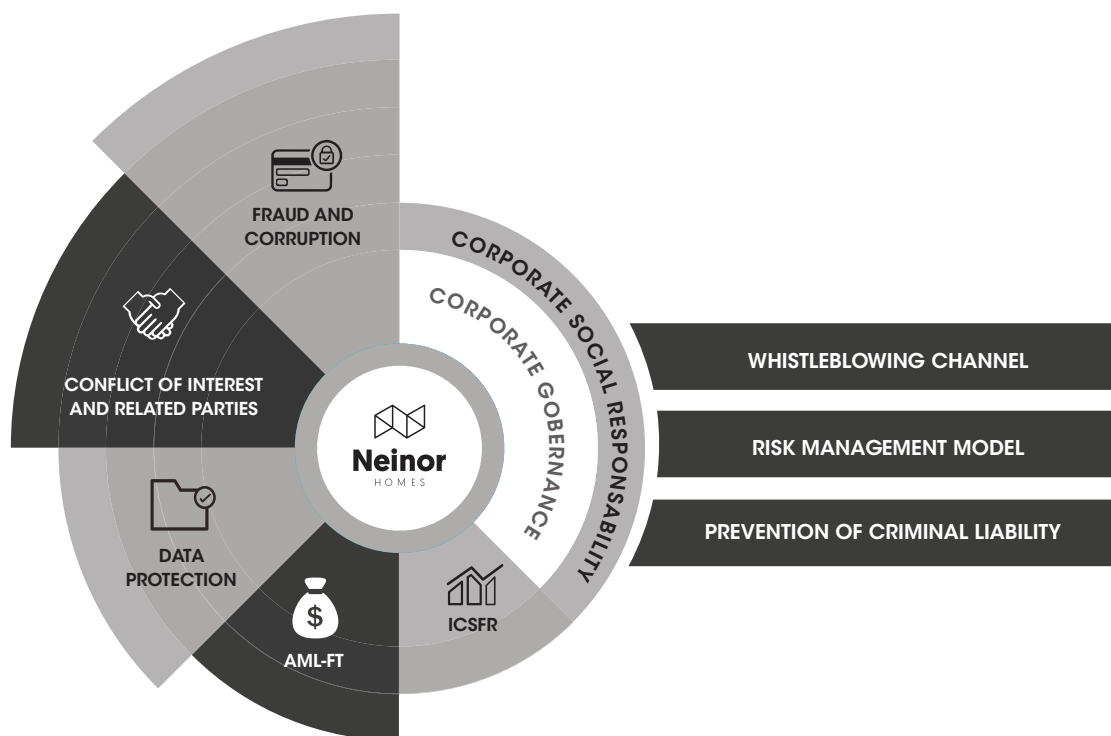 FRAUD AND
CORRUPTION
CONFLICT OF INTEREST
AND RELATED PARTIES
DATA
PROTECTION
$
AML-FT
ICSFR
Neinor
HOMES
CORPORATE GOBERNANCE
CORPORATE SOCIAL RESPONSABILITY
WHISTLEBLOWING CHANNEL
RISK MANAGEMENT MODEL
PREVENTION OF CRIMINAL LIABILITY